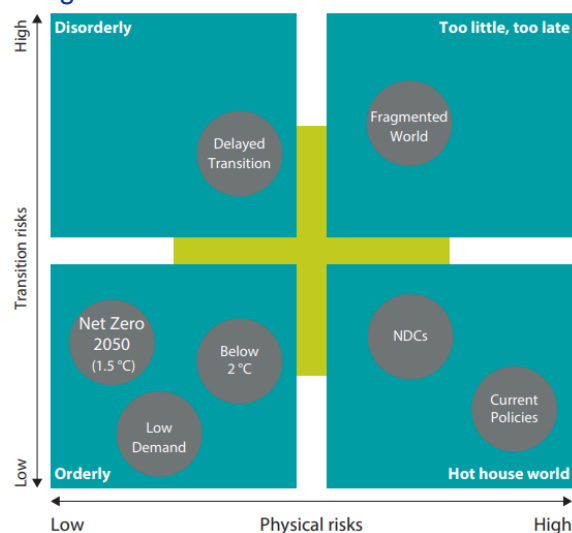 Disorderly
Too little, too late
High
Fragmented
World
Delayed
Transition
Transition risks
Net Zero
2050
(1.5 °C)
Below
2 °C
NDCs
Low
Demand
Current
Policies
Low
Orderly
Hot house world
Low
Physical risks
High